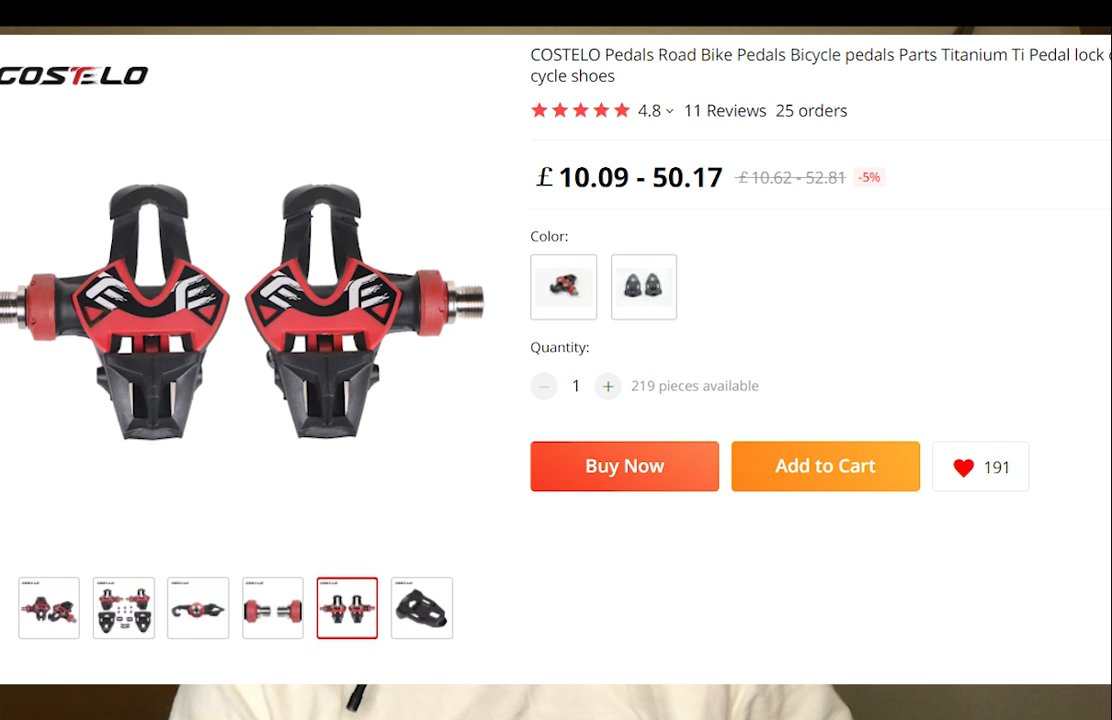 COSTELO
COSTELO Pedals Road Bike Pedals Bicycle pedals Parts Titanium Ti Pedal lock
cycle shoes
4.8 11 Reviews 25 orders
£ 10.09 - 50.17 £ 10.62 - 52.81 -5%
Color:
Quantity:
− 1 + 219 pieces available
Buy Now Add to Cart 191